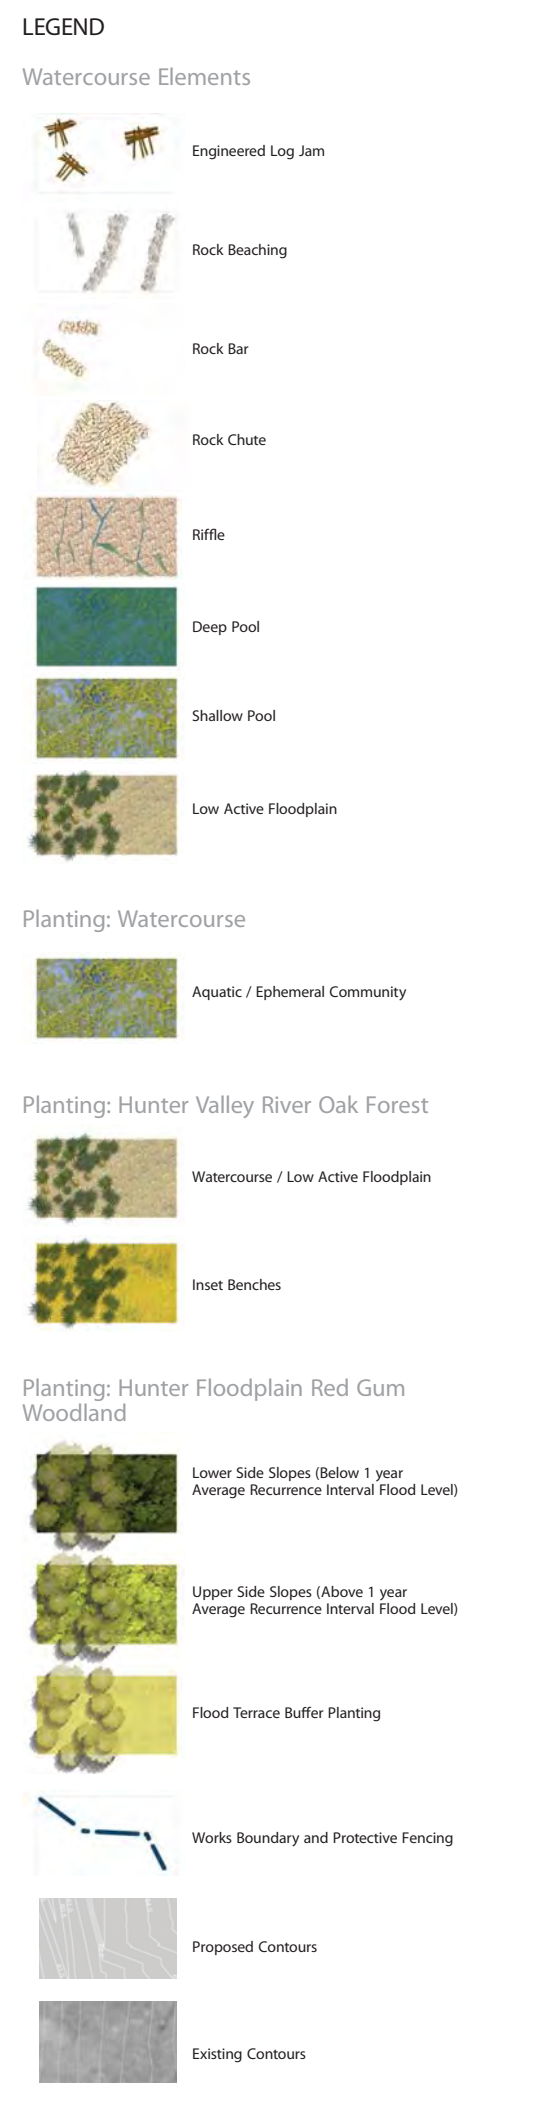 LEGEND
Watercourse Elements
Engineered Log Jam
Rock Beaching
Rock Bar
Rock Chute
Riffle
Deep Pool
Shallow Pool
Low Active Floodplain
Planting: Watercourse
Aquatic / Ephemeral Community
Planting: Hunter Valley River Oak Forest
Watercourse / Low Active Floodplain
Inset Benches
Planting: Hunter Floodplain Red Gum
Woodland
Lower Side Slopes (Below 1 year
Average Recurrence Interval Flood Level)
Upper Side Slopes (Above 1 year
Average Recurrence Interval Flood Level)
Flood Terrace Buffer Planting
Works Boundary and Protective Fencing
Proposed Contours
Existing Contours